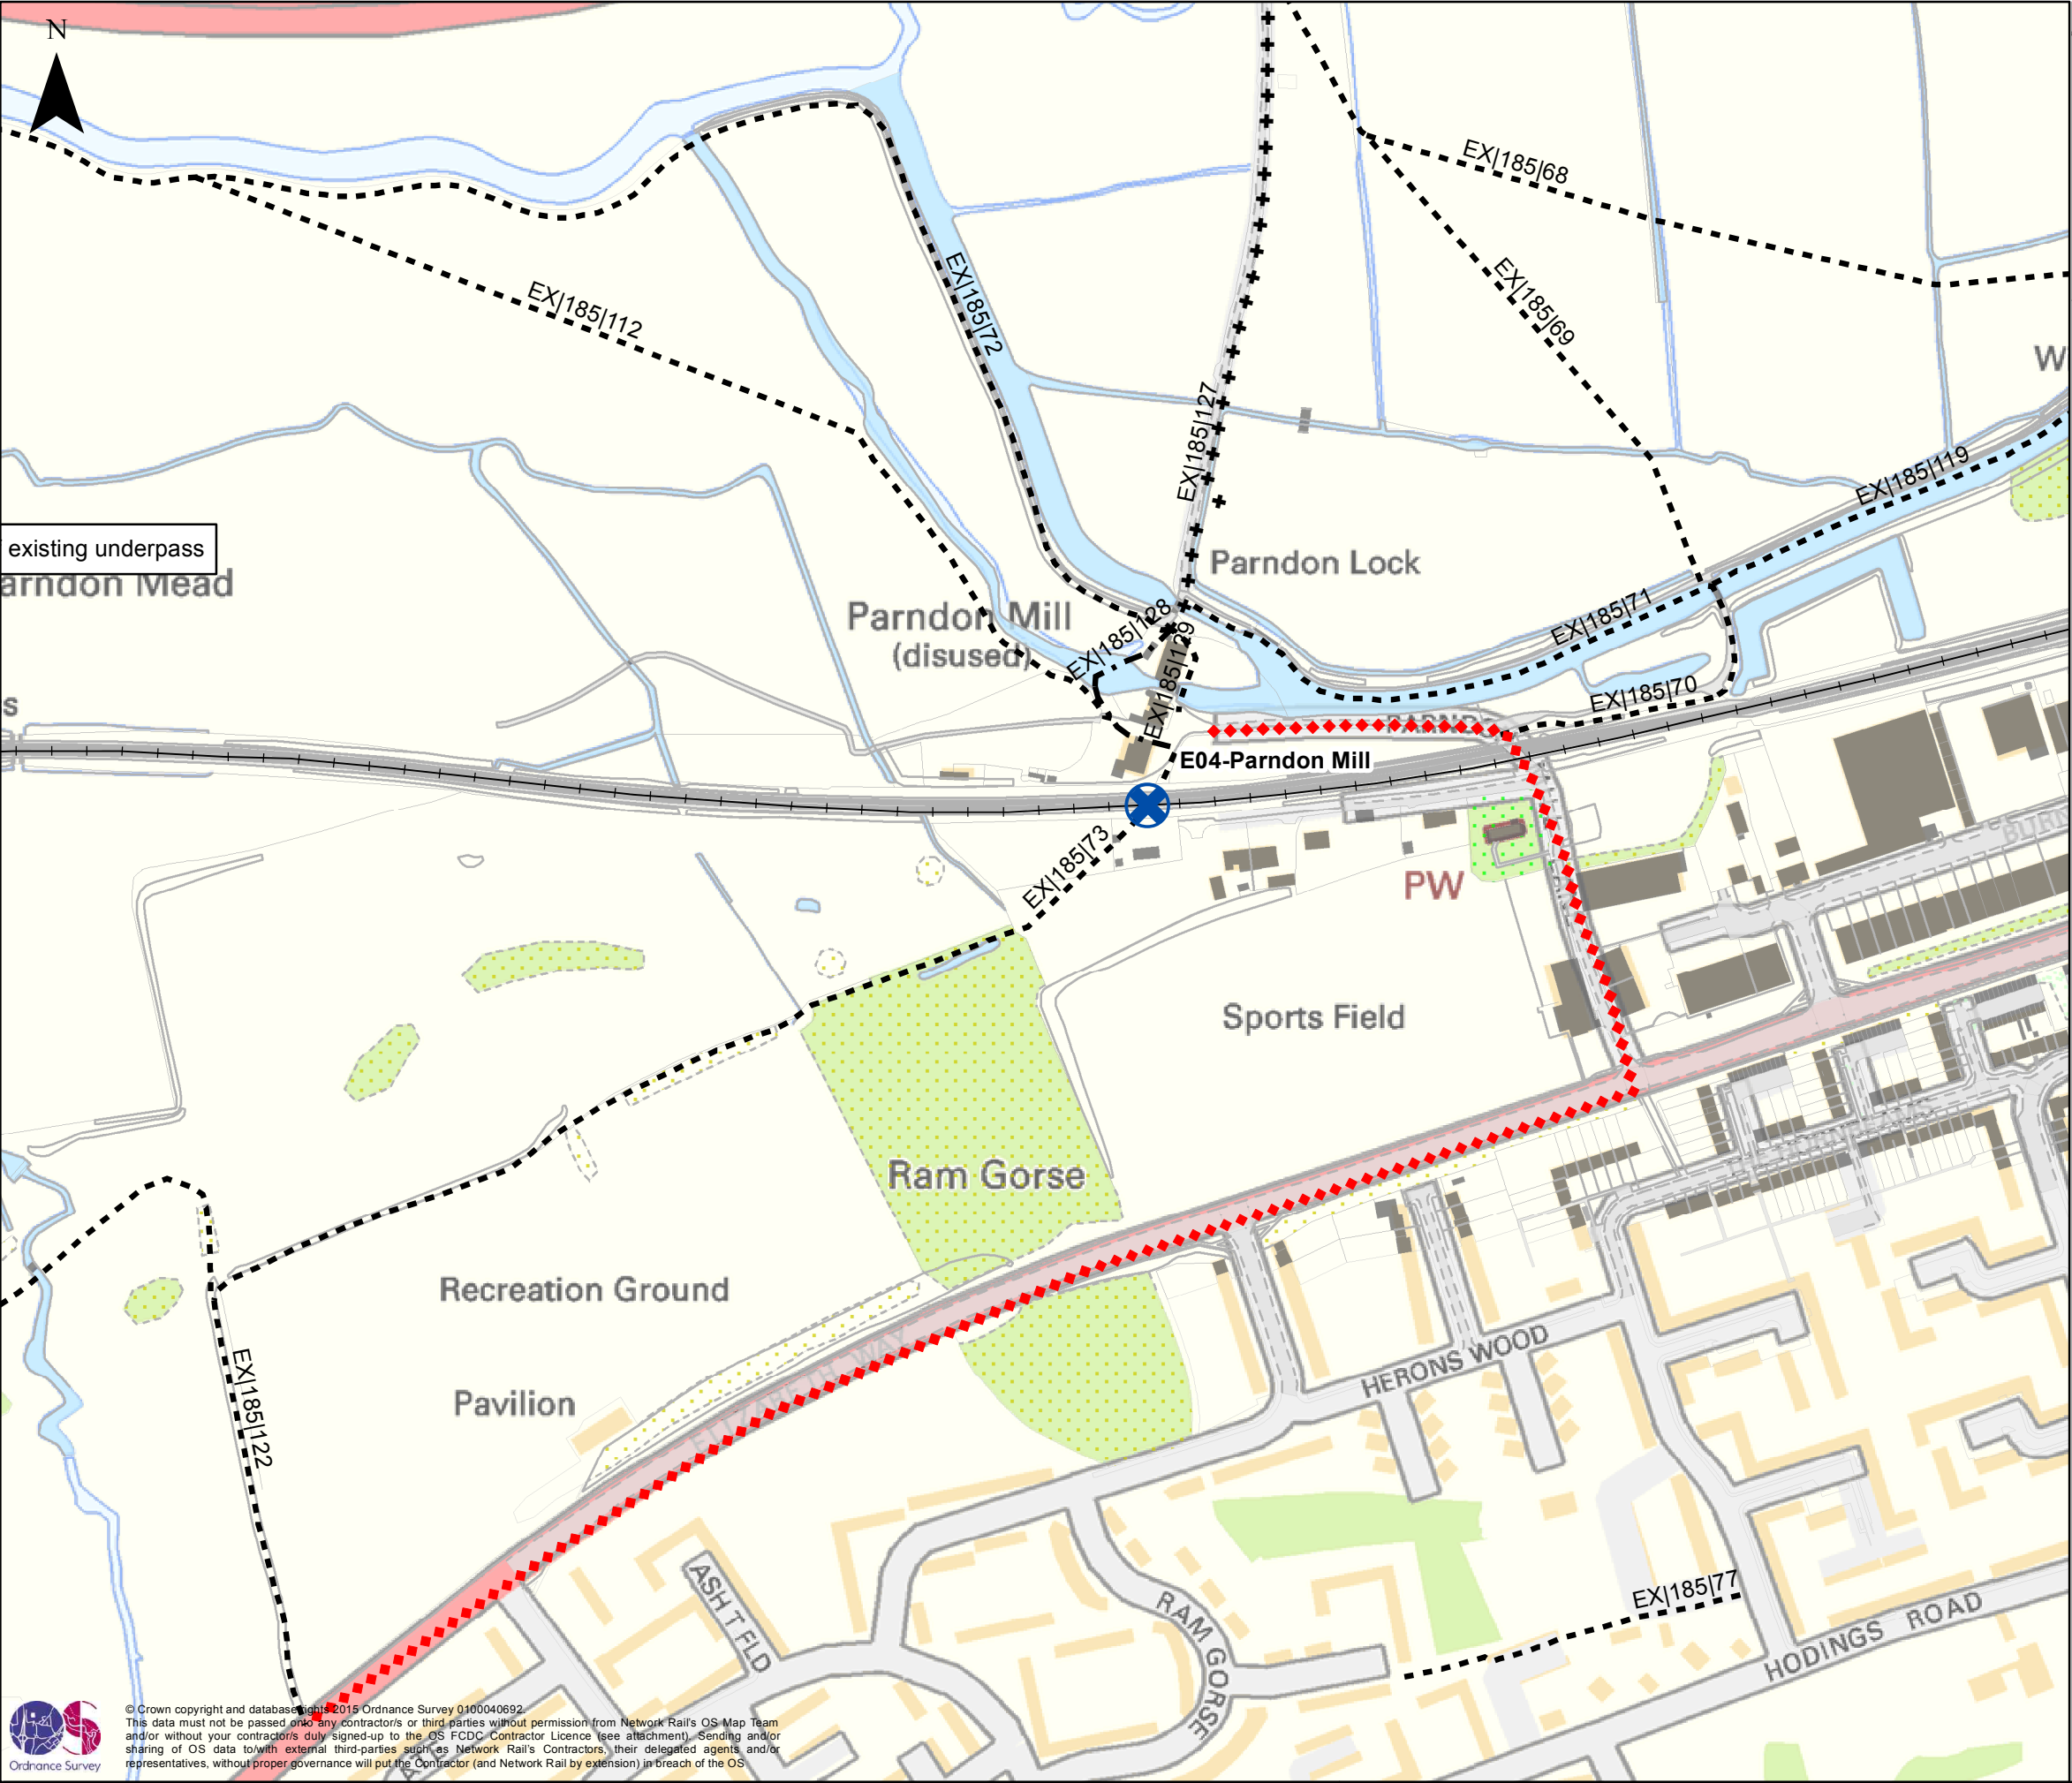 N
EX|185|68
EX|185|112
EX|185|72
EX|185|69
W
EX|185|127
EX|185|119
existing underpass
arndon Mead
Parndon Lock
Parndon Mill
(disused)
EX|185|128
EX|185|129
EX|185|71
EX|185|70
s
PARNDO
E04-Parndon Mill
EX|185|73
PW
BURN
Sports Field
Ram Gorse
Recreation Ground
ELIZABETH WAY
Pavilion
HERONS WOOD
EX|185|122
ASH T FLD
RAM GORSE
EX|185|77
HODINGS ROAD
Ordnance Survey
© Crown copyright and database rights 2015 Ordnance Survey 0100040692.
This data must not be passed onto any contractor/s or third parties without permission from Network Rail's OS Map Team
and/or without your contractor/s duly signed-up to the OS FCDC Contractor Licence (see attachment). Sending and/or
sharing of OS data to/with external third-parties such as Network Rail's Contractors, their delegated agents and/or
representatives, without proper governance will put the Contractor (and Network Rail by extension) in breach of the OS